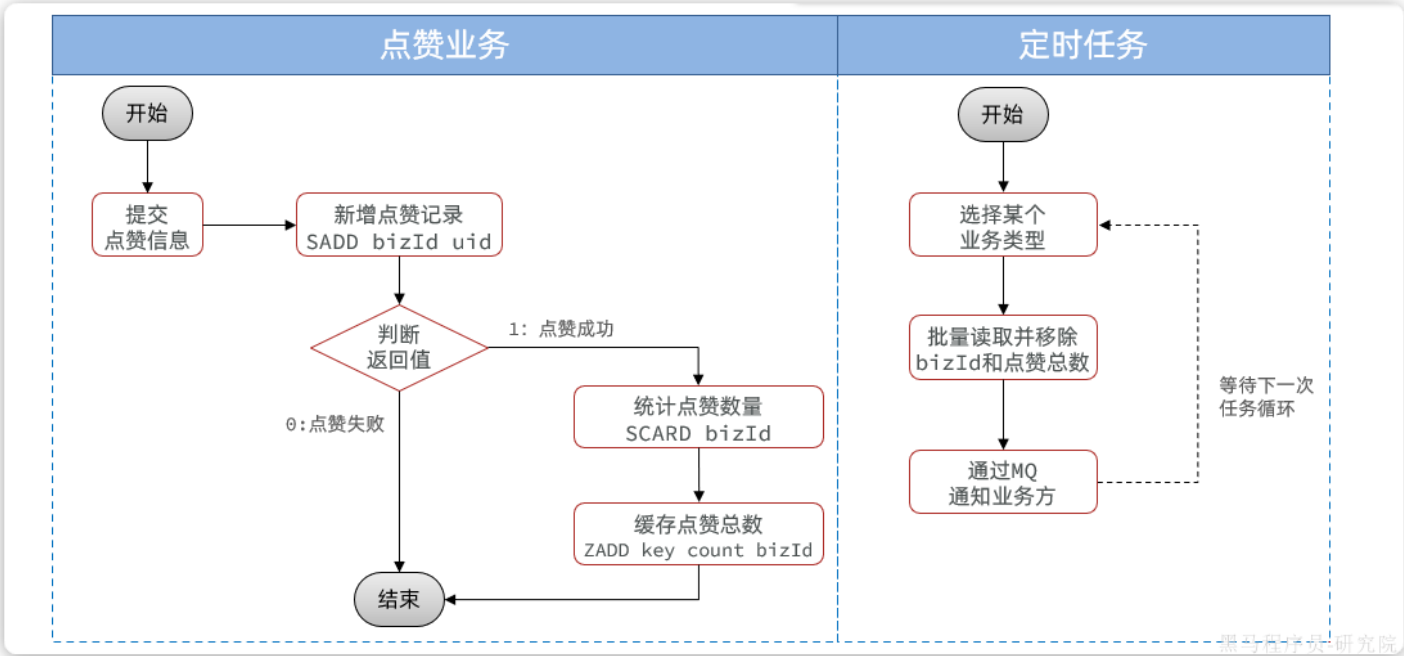 点赞业务
定时任务
开始
提交
点赞信息
新增点赞记录
SADD bizId uid
判断
返回值
1: 点赞成功
0:点赞失败
统计点赞数量
SCARD bizId
缓存点赞总数
ZADD key count bizId
结束
开始
选择某个
业务类型
批量读取并移除
bizId和点赞总数
通过MQ
通知业务方
等待下一次
任务循环
黑马程序员-研究院